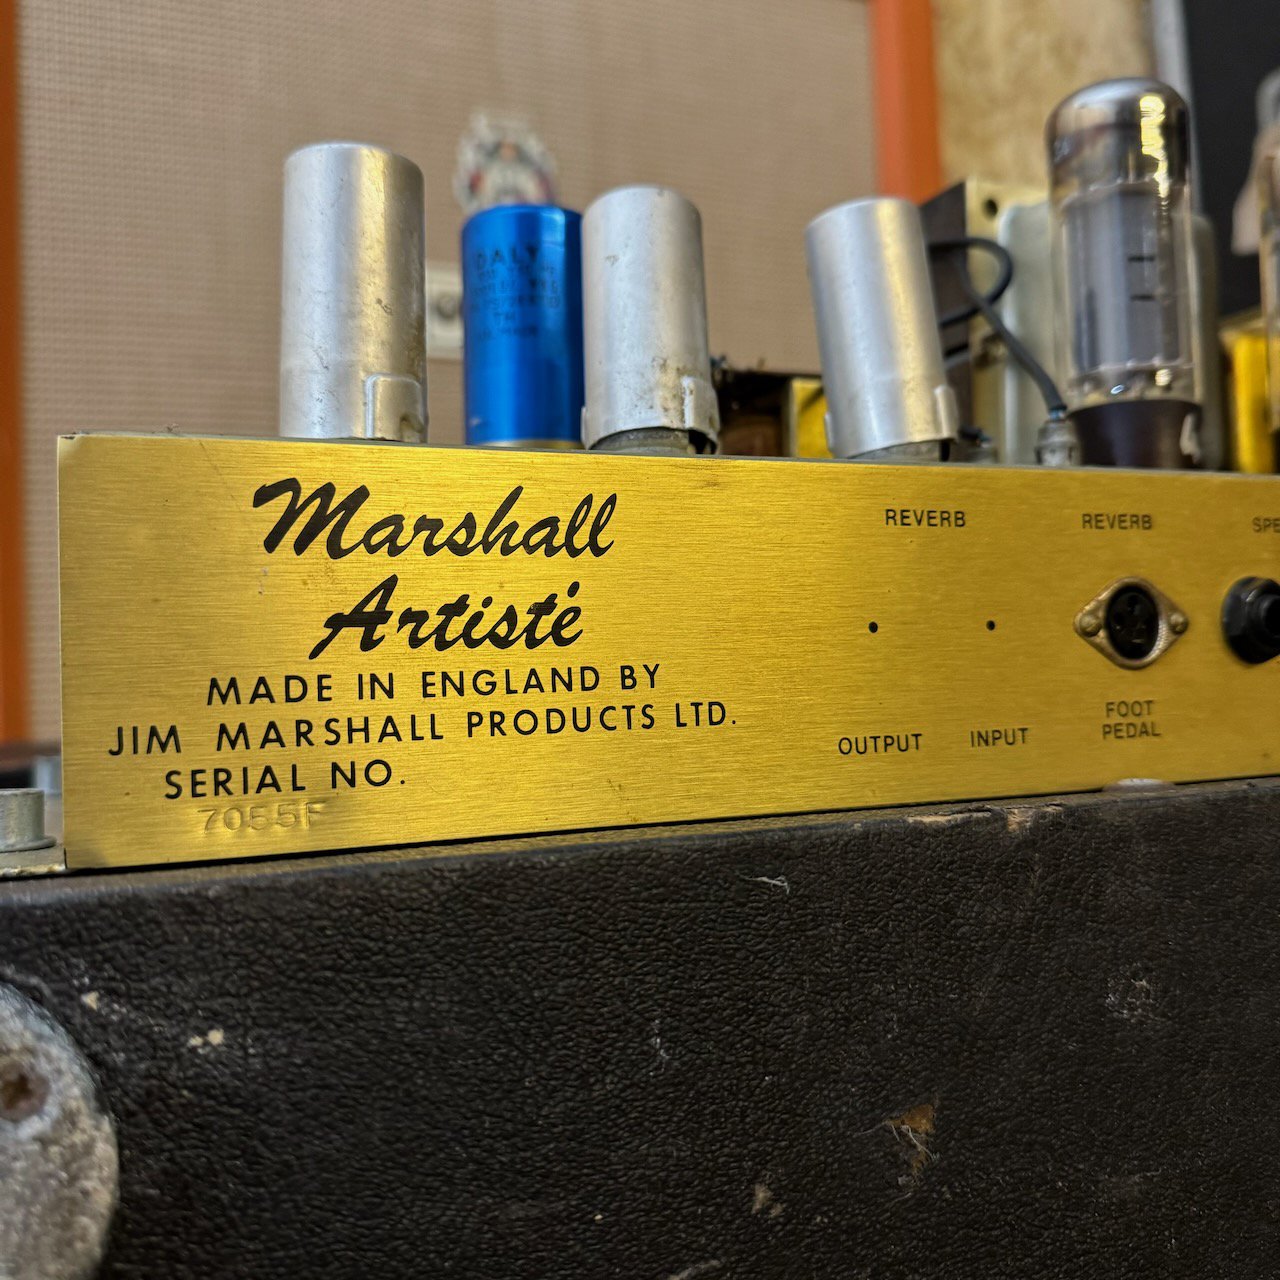 DALY
Marshall
Artisté
MADE IN ENGLAND BY
JIM MARSHALL PRODUCTS LTD.
SERIAL NO.
7055F
REVERB
OUTPUT INPUT
REVERB
FOOT
PEDAL